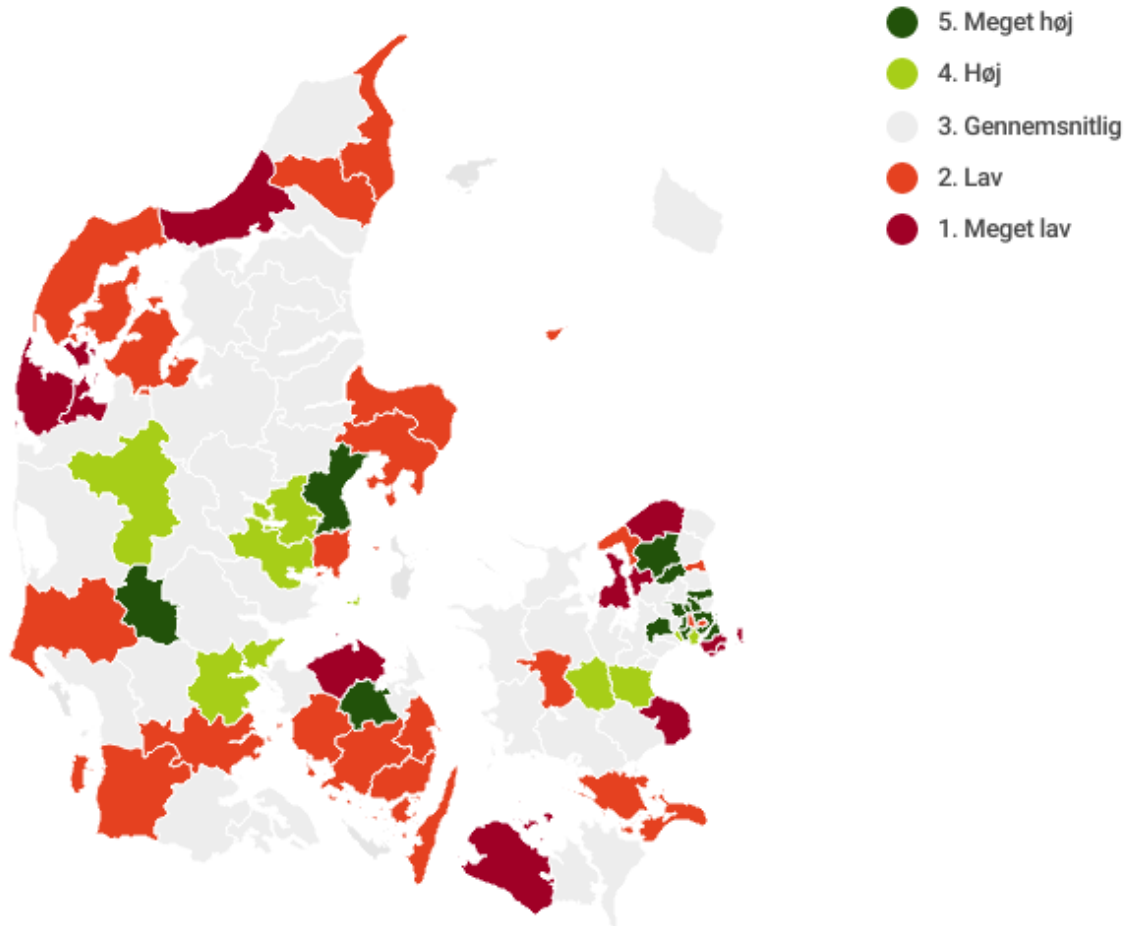 5. Meget høj
4. Høj
3. Gennemsnitlig
2. Lav
1. Meget lav